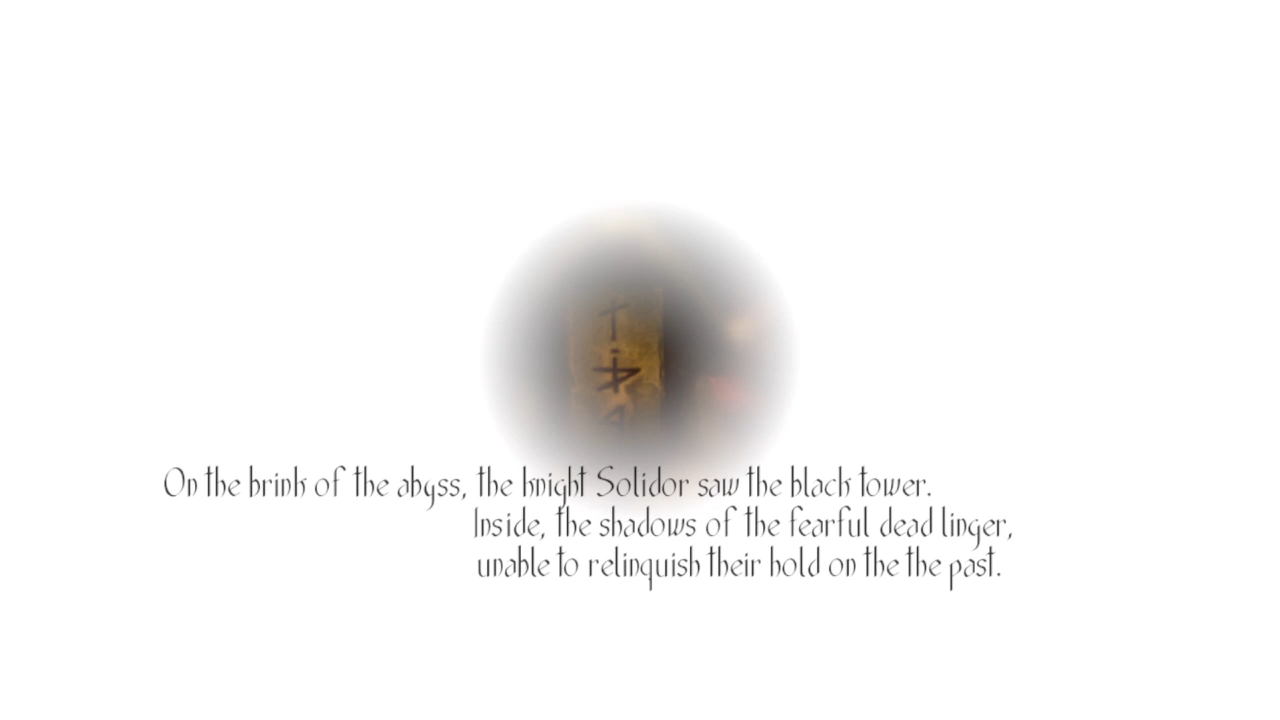 On the brink of the abyss, the knight Solidor saw the black tower.
Inside, the shadows of the fearful dead linger,
unable to relinquish their hold on the the past.